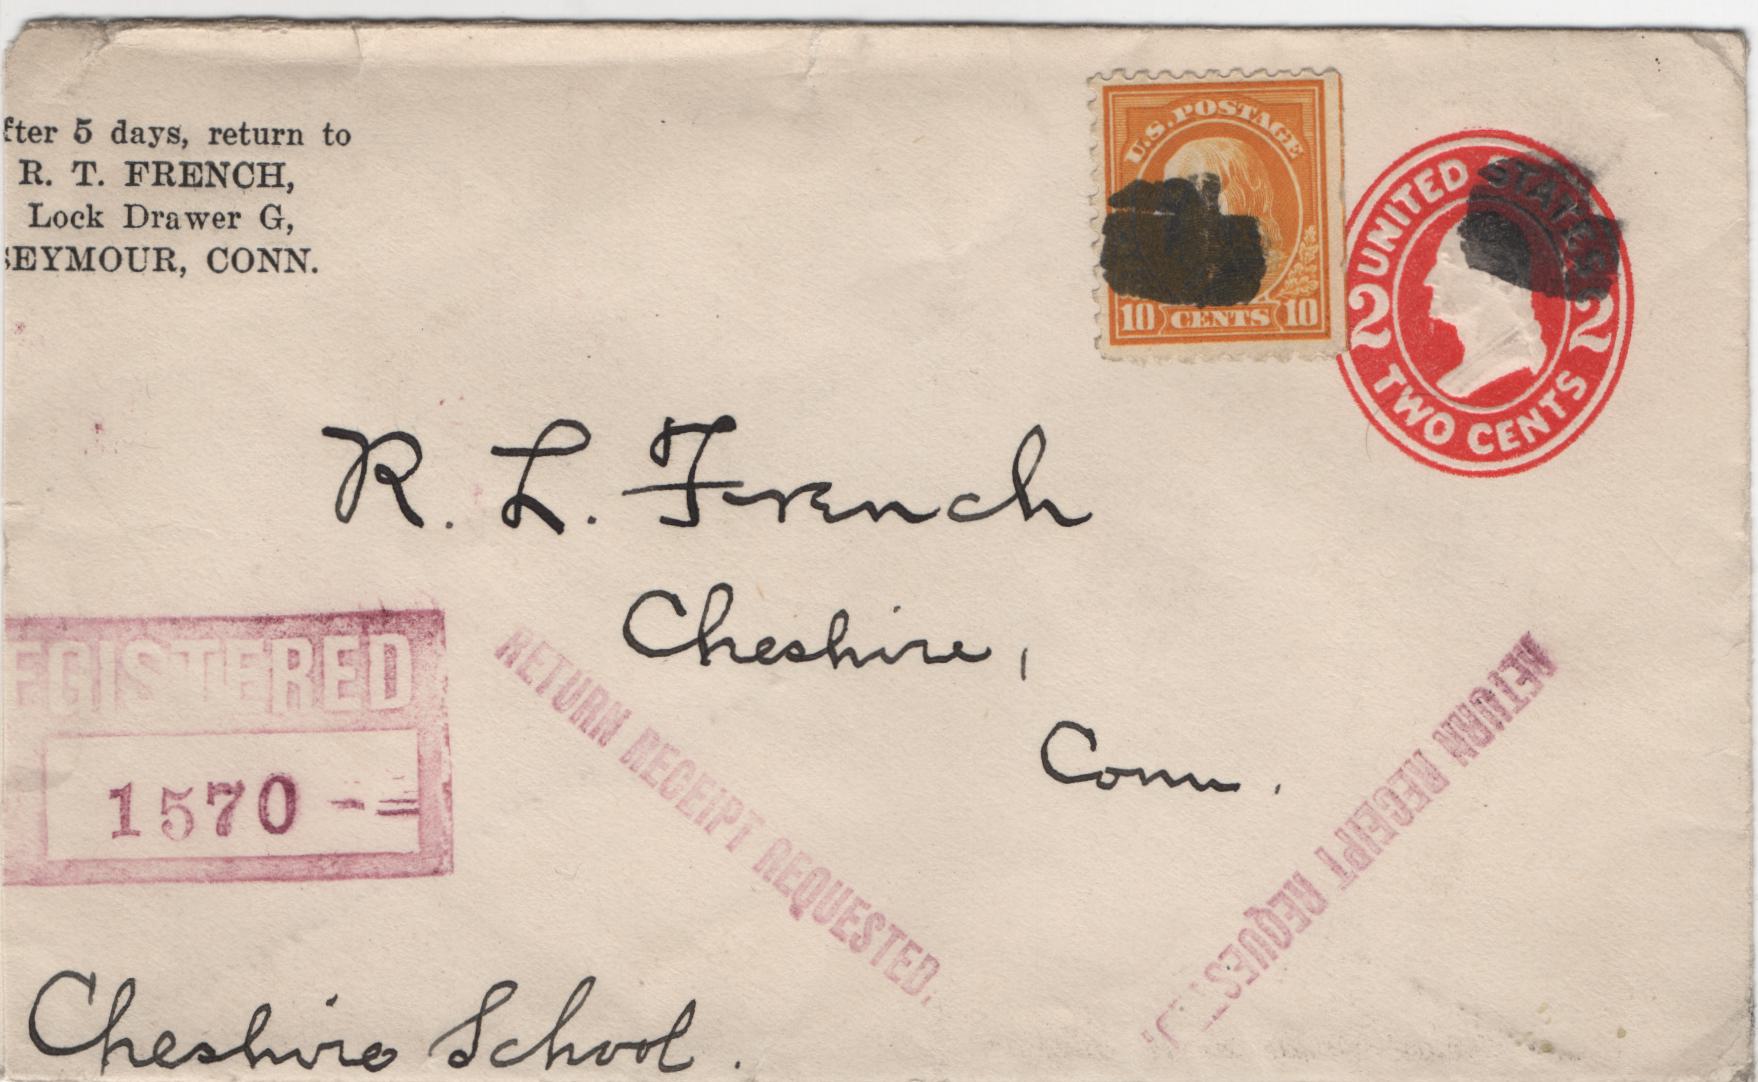 fter 5 days, return to
R. T. FRENCH,
Lock Drawer G,
SEYMOUR, CONN.
U.S. POSTAGE
10 CENTS 10
UNITED STATES
2 2
TWO CENTS
R. L. French
Cheshire,
Conn.
EGISTERED
1570
RETURN RECEIPT REQUESTED.
RETURN RECEIPT REQUESTED.
Cheshire School.